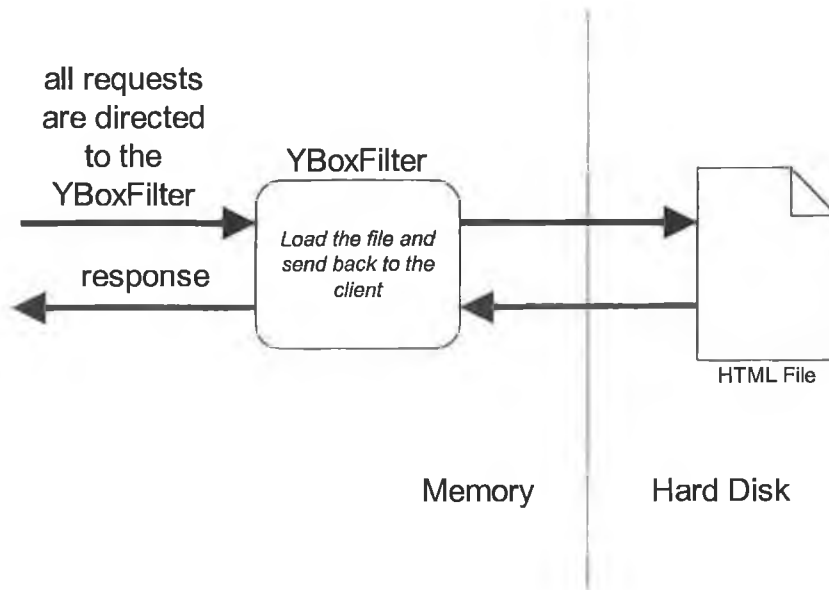 all requests
are directed
to the
YBoxFilter
YBoxFilter
Load the file and
send back to the
client
response
HTML File
Memory
Hard Disk